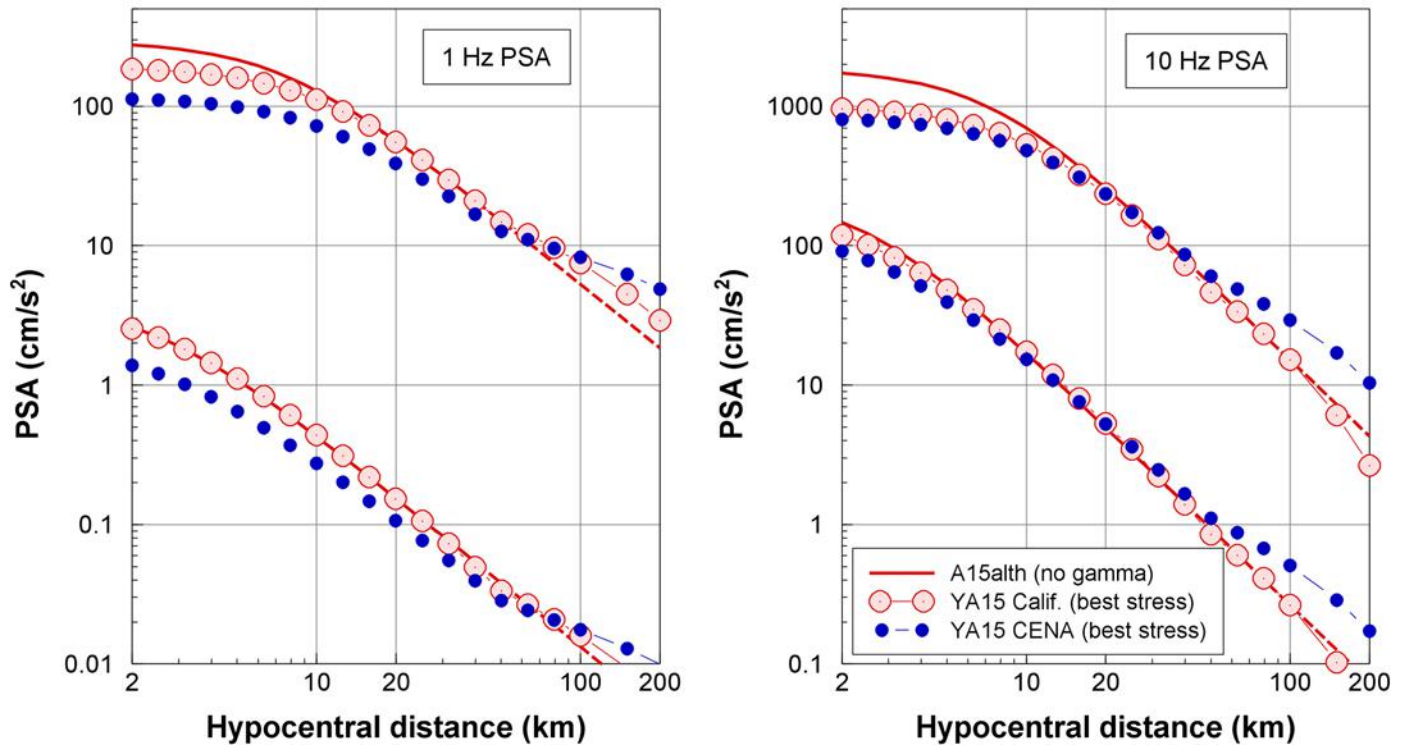 1 Hz PSA
PSA (cm/s²)
100
10
1
0.1
0.01
2
10
20
100
200
Hypocentral distance (km)
10 Hz PSA
PSA (cm/s²)
1000
100
10
1
0.1
A15alth (no gamma)
YA15 Calif. (best stress)
YA15 CENA (best stress)
2
10
20
100
200
Hypocentral distance (km)